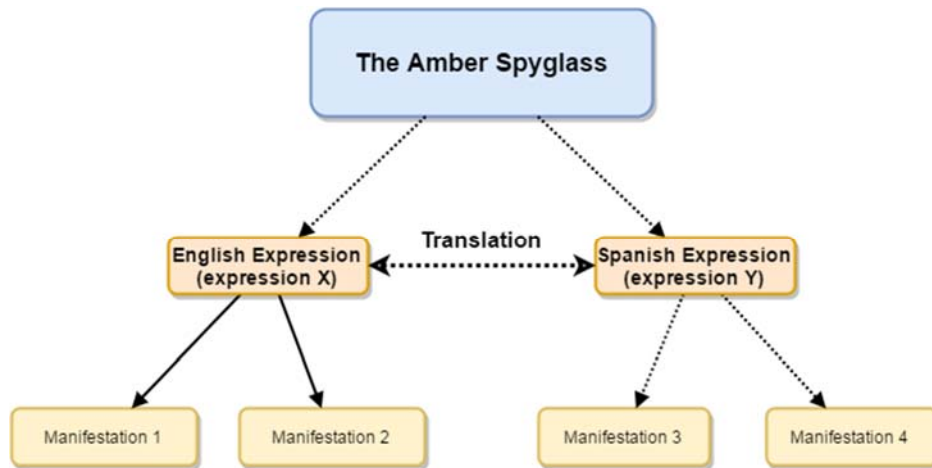 The Amber Spyglass
Translation
English Expression
(expression X)
Spanish Expression
(expression Y)
Manifestation 1
Manifestation 2
Manifestation 3
Manifestation 4